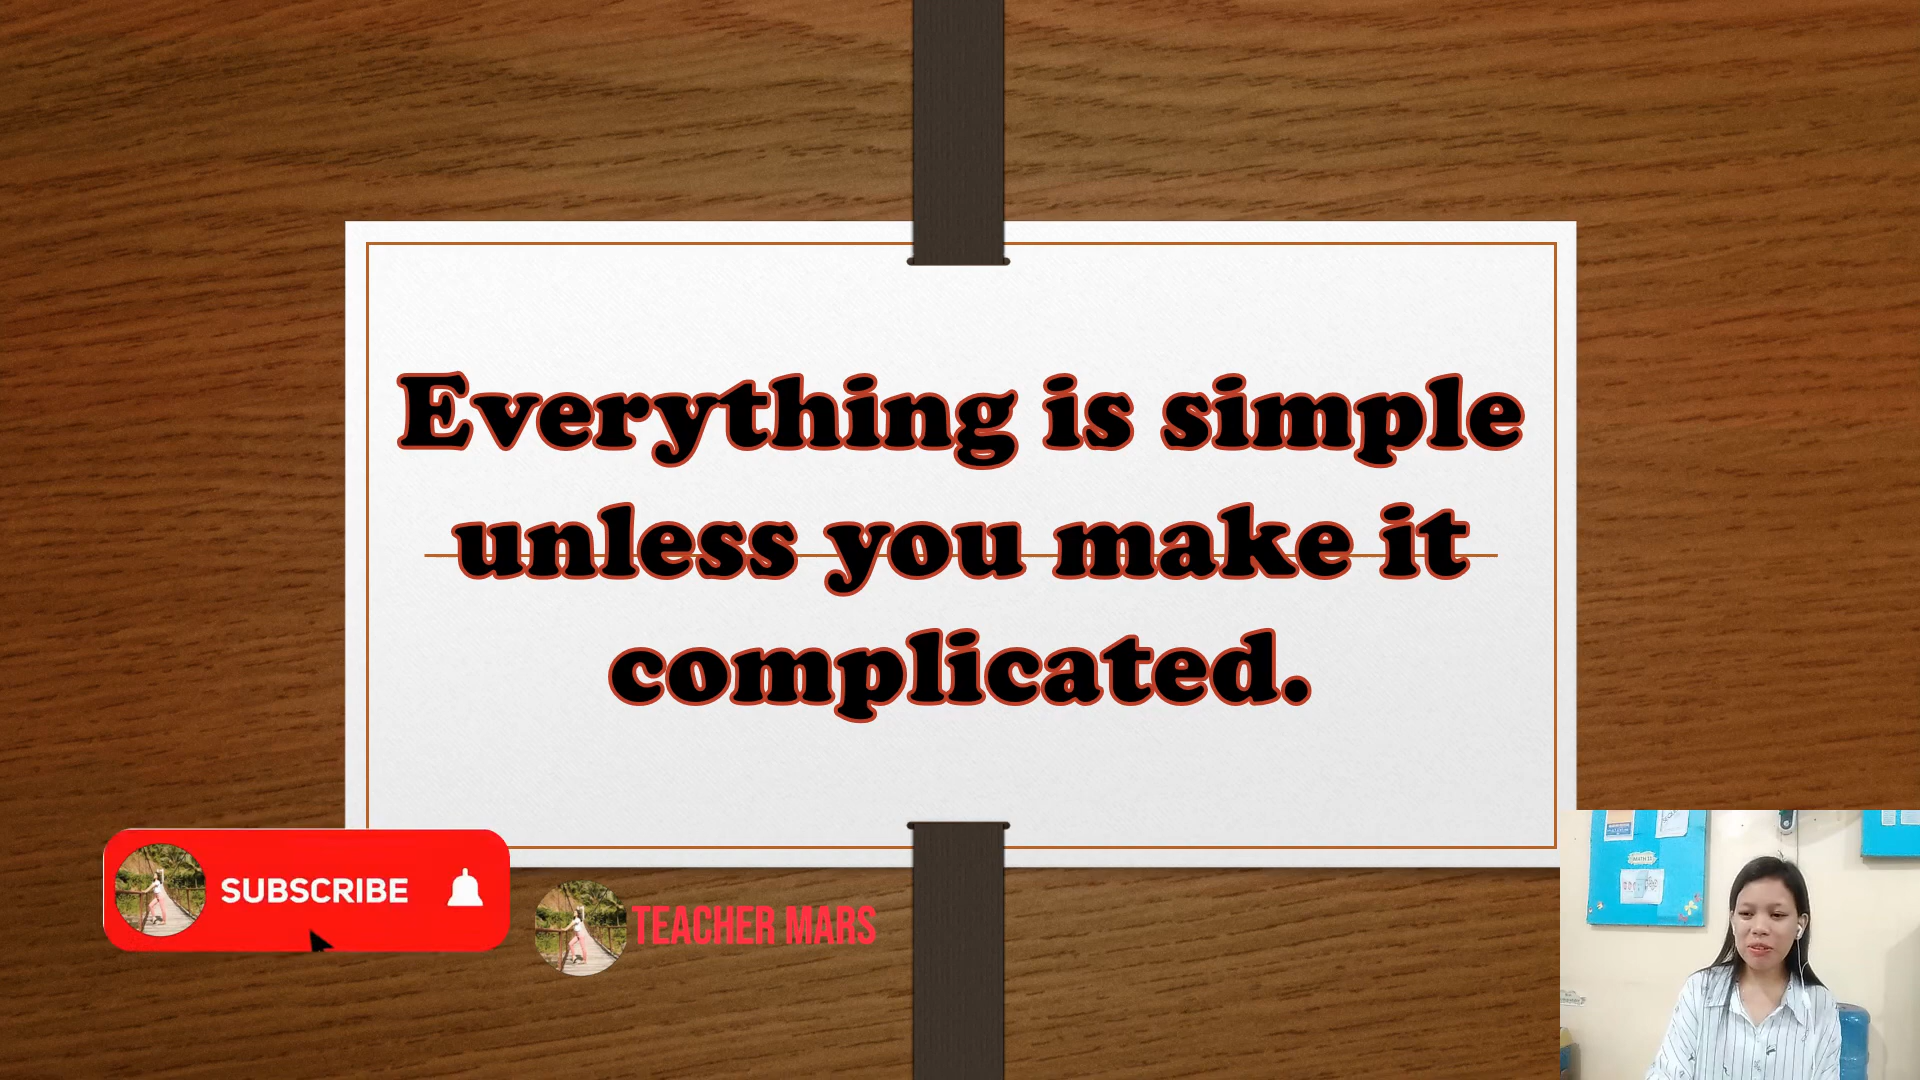 Everything is simple
unless you make it
complicated.
SUBSCRIBE
TEACHER MARS